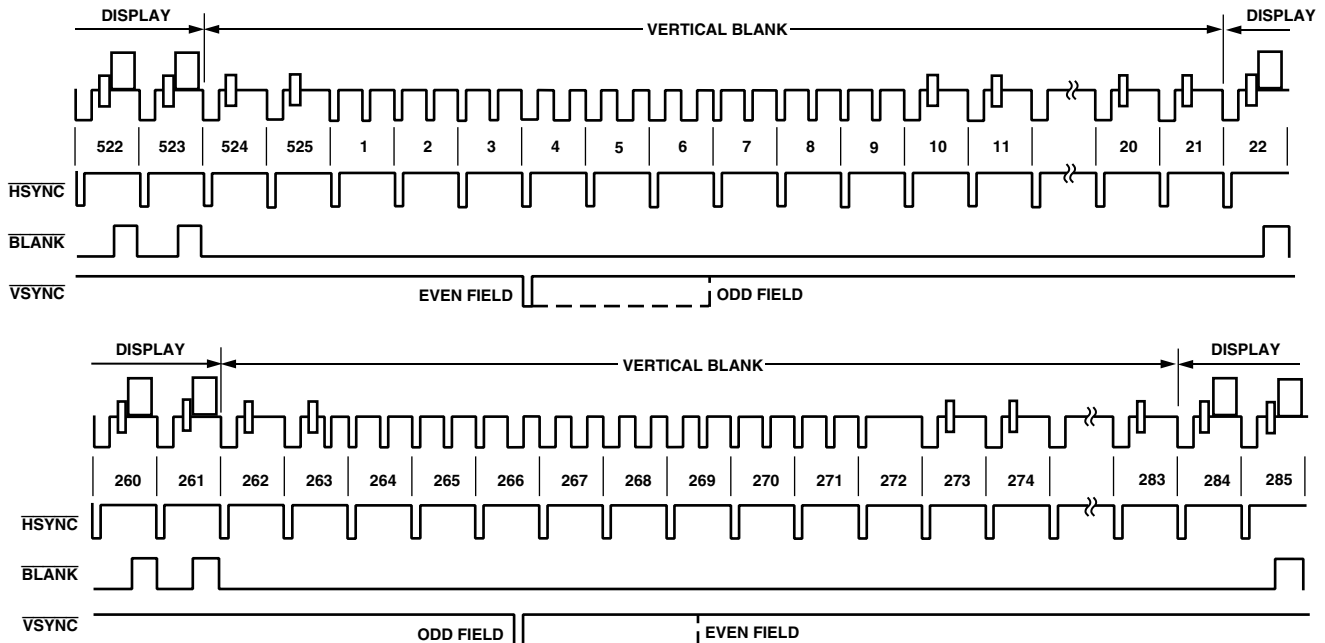 DISPLAY VERTICAL BLANK DISPLAY
522 523 524 525 1 2 3 4 5 6 7 8 9 10 11 20 21 22
HSYNC
BLANK
VSYNC EVEN FIELD ODD FIELD
DISPLAY VERTICAL BLANK DISPLAY
260 261 262 263 264 265 266 267 268 269 270 271 272 273 274 283 284 285
HSYNC
BLANK
VSYNC ODD FIELD EVEN FIELD